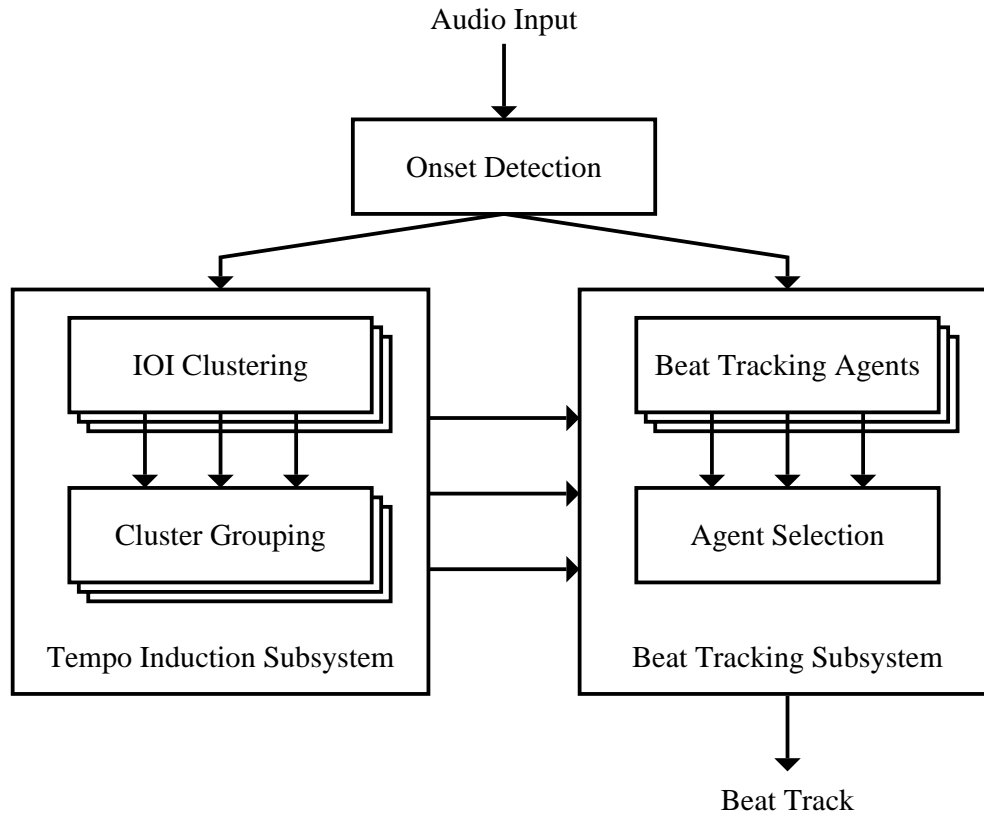 Audio Input
Onset Detection
IOI Clustering
Cluster Grouping
Tempo Induction Subsystem
Beat Tracking Agents
Agent Selection
Beat Tracking Subsystem
Beat Track